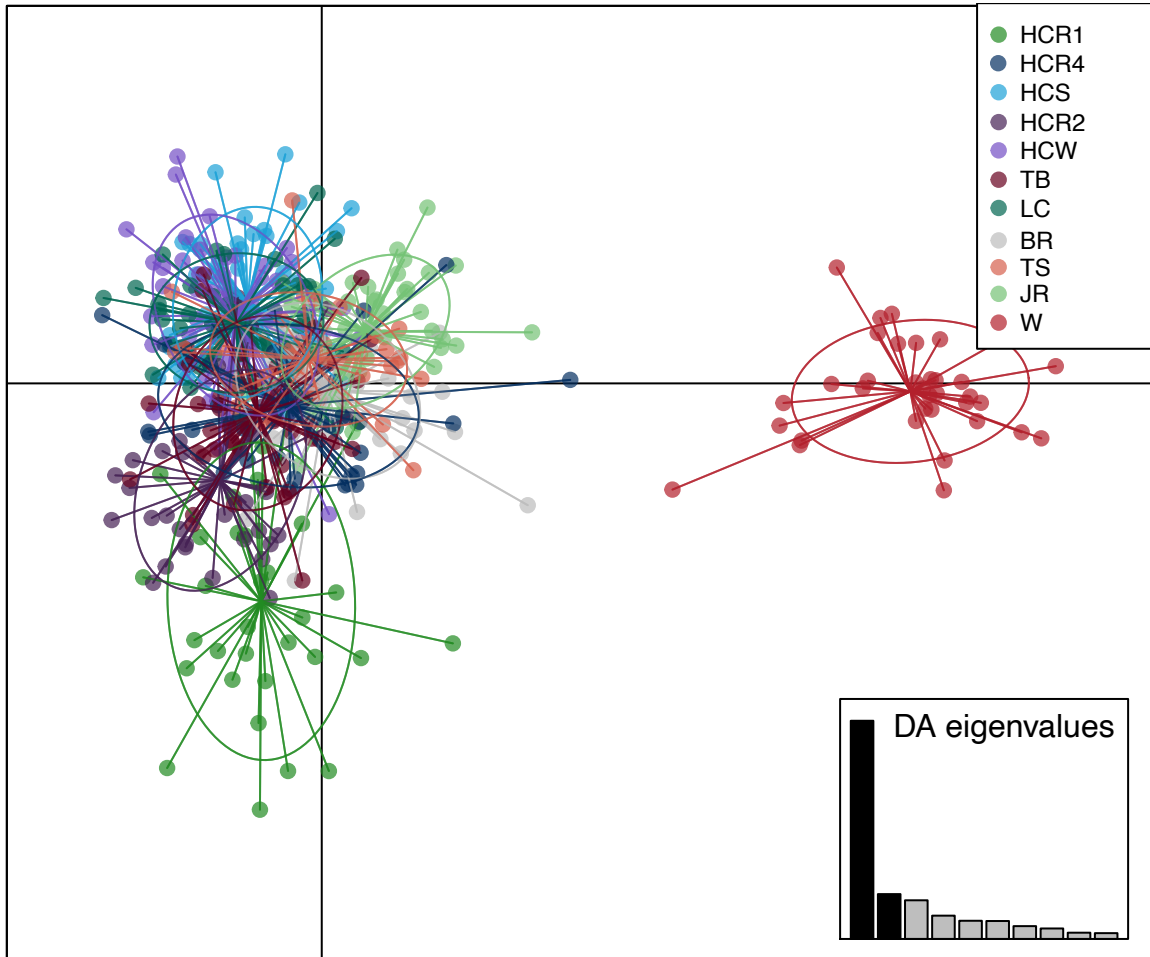 HCR1
HCR4
HCS
HCR2
HCW
TB
LC
BR
TS
JR
W
DA eigenvalues